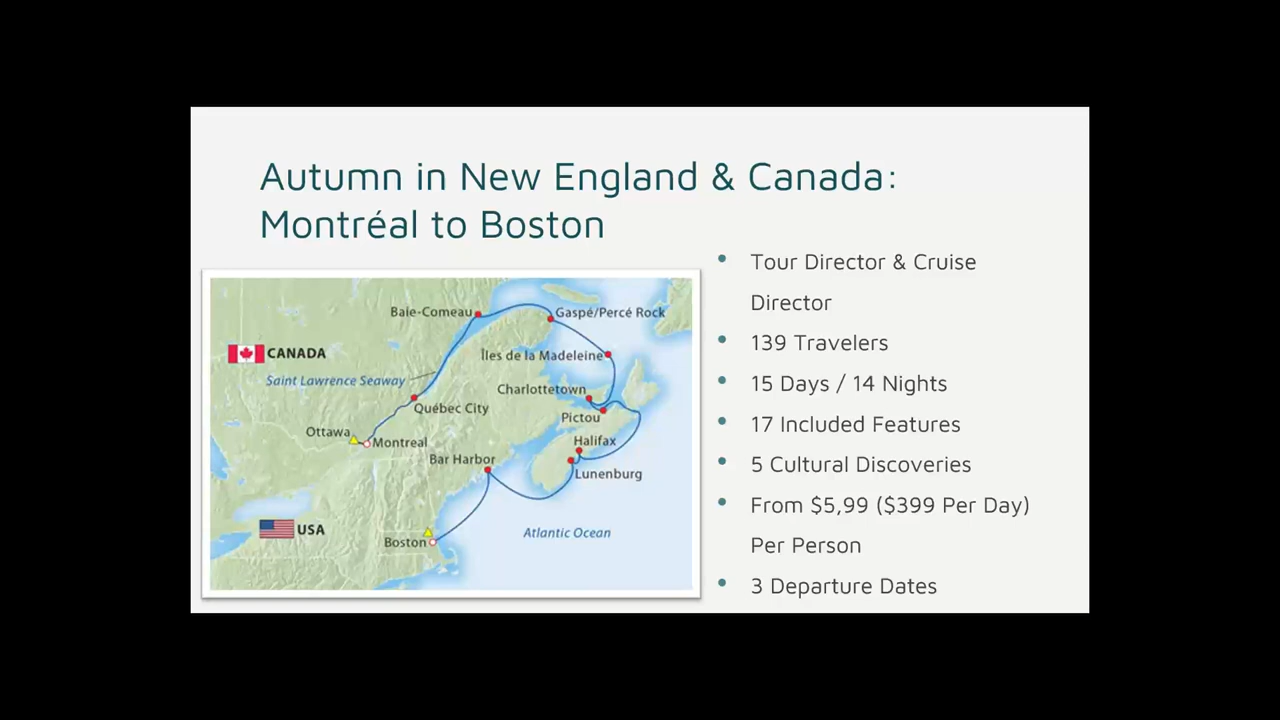 Autumn in New England & Canada:
Montréal to Boston
Baie-Comeau
Gaspé/Percé Rock
CANADA
Îles de la Madeleine
Saint Lawrence Seaway
Charlottetown
Québec City
Pictou
Ottawa
Montreal
Halifax
Bar Harbor
Lunenburg
USA
Atlantic Ocean
Boston
• Tour Director & Cruise
Director
• 139 Travelers
• 15 Days / 14 Nights
• 17 Included Features
• 5 Cultural Discoveries
• From $5,99 ($399 Per Day)
Per Person
• 3 Departure Dates